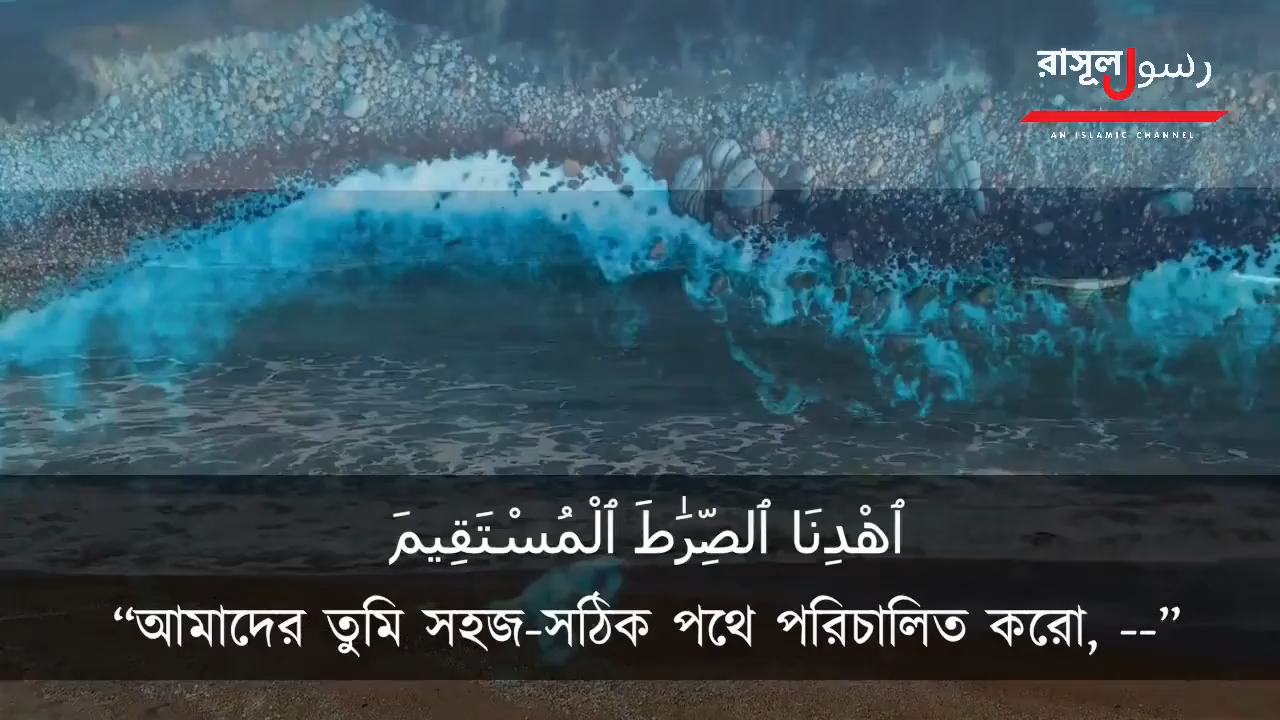 রাসূল رسول
AN ISLAMIC CHANNEL
ٱهْدِنَا ٱلصِّرَٰطَ ٱلْمُسْتَقِيمَ
“আমাদের তুমি সহজ-সঠিক পথে পরিচালিত করো, --”